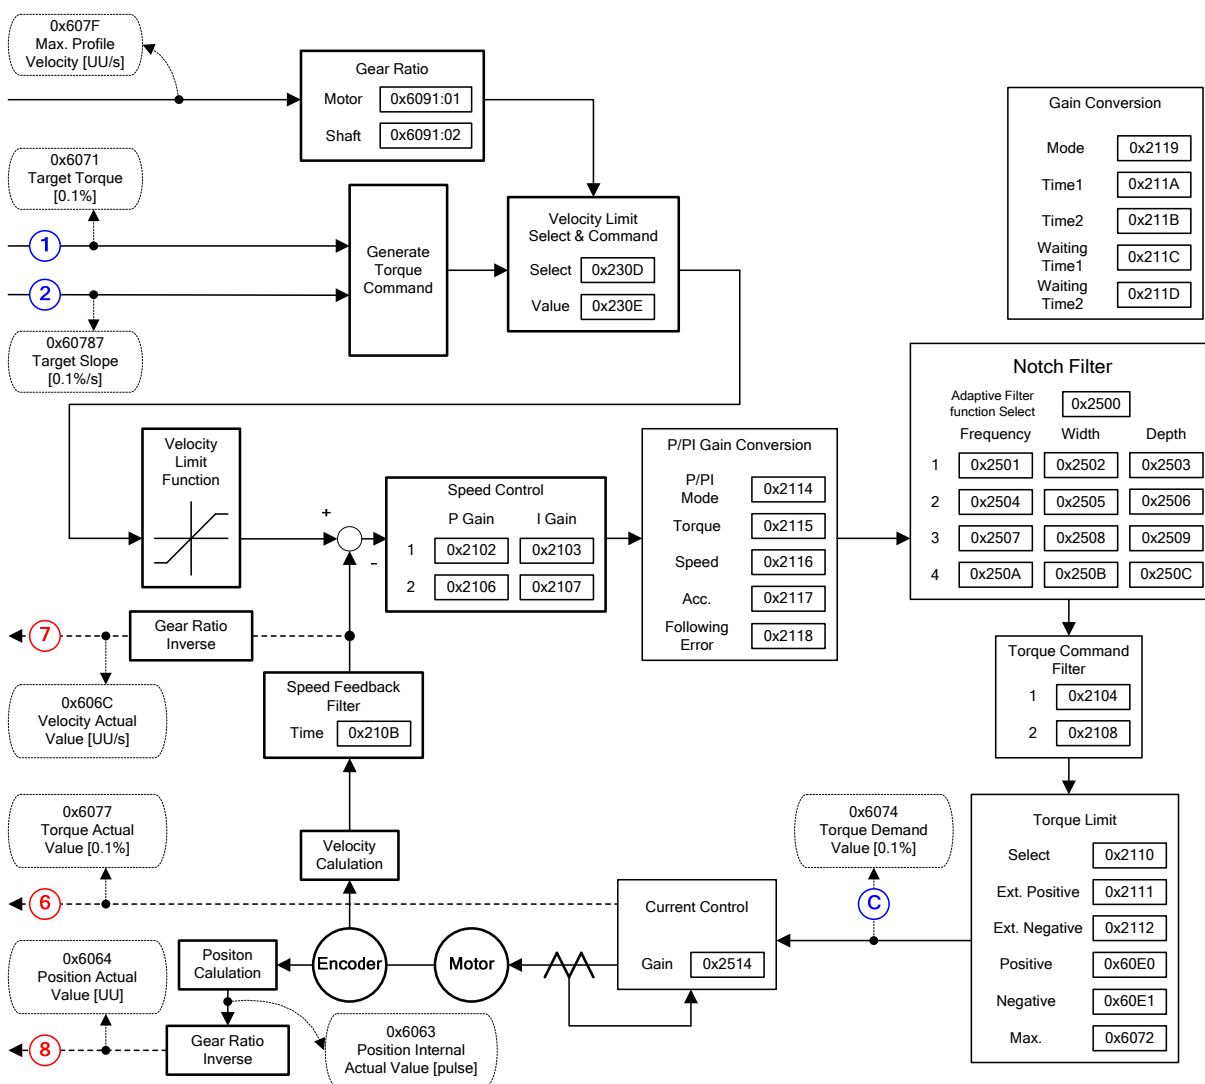 0x607F
Max. Profile
Velocity [UU/s]
Gear Ratio
Motor 0x6091:01
Shaft 0x6091:02
Gain Conversion
Mode 0x2119
Time1 0x211A
Time2 0x211B
Waiting
Time1 0x211C
Waiting
Time2 0x211D
0x6071
Target Torque
[0.1%]
1
2
0x60787
Target Slope
[0.1%/s]
Generate
Torque
Command
Velocity Limit
Select & Command
Select 0x230D
Value 0x230E
Notch Filter
Adaptive Filter
function Select 0x2500
Frequency Width Depth
1 0x2501 0x2502 0x2503
2 0x2504 0x2505 0x2506
3 0x2507 0x2508 0x2509
4 0x250A 0x250B 0x250C
Velocity
Limit
Function
+
-
Speed Control
P Gain I Gain
1 0x2102 0x2103
2 0x2106 0x2107
P/PI Gain Conversion
P/PI
Mode 0x2114
Torque 0x2115
Speed 0x2116
Acc. 0x2117
Following
Error 0x2118
7
Gear Ratio
Inverse
0x606C
Velocity Actual
Value [UU/s]
Speed Feedback
Filter
Time 0x210B
Torque Command
Filter
1 0x2104
2 0x2108
0x6077
Torque Actual
Value [0.1%]
Velocity
Calulation
0x6074
Torque Demand
Value [0.1%]
Torque Limit
Select 0x2110
Ext. Positive 0x2111
Ext. Negative 0x2112
Positive 0x60E0
Negative 0x60E1
Max. 0x6072
6
C
Current Control
Gain 0x2514
0x6064
Position Actual
Value [UU]
Positon
Calulation
Encoder
Motor
8
Gear Ratio
Inverse
0x6063
Position Internal
Actual Value [pulse]